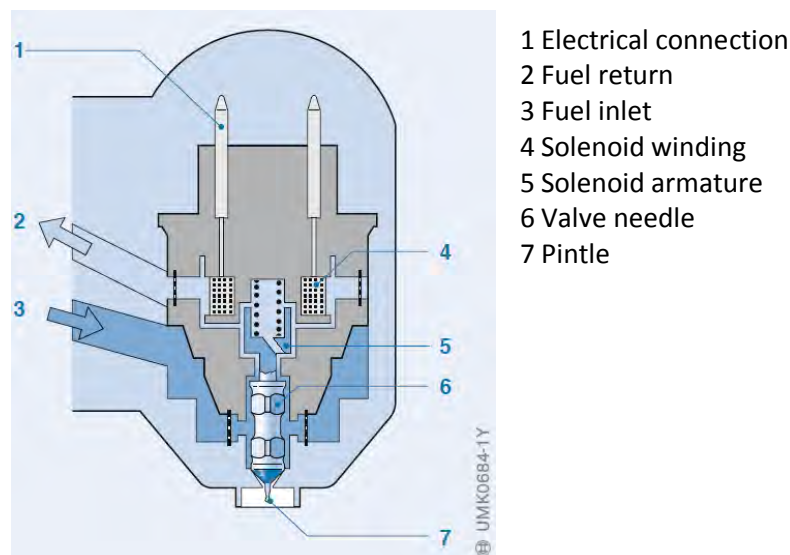 1 Electrical connection
2 Fuel return
3 Fuel inlet
4 Solenoid winding
5 Solenoid armature
6 Valve needle
7 Pintle
1
2
3
4
5
6
7
UMK0684-1Y